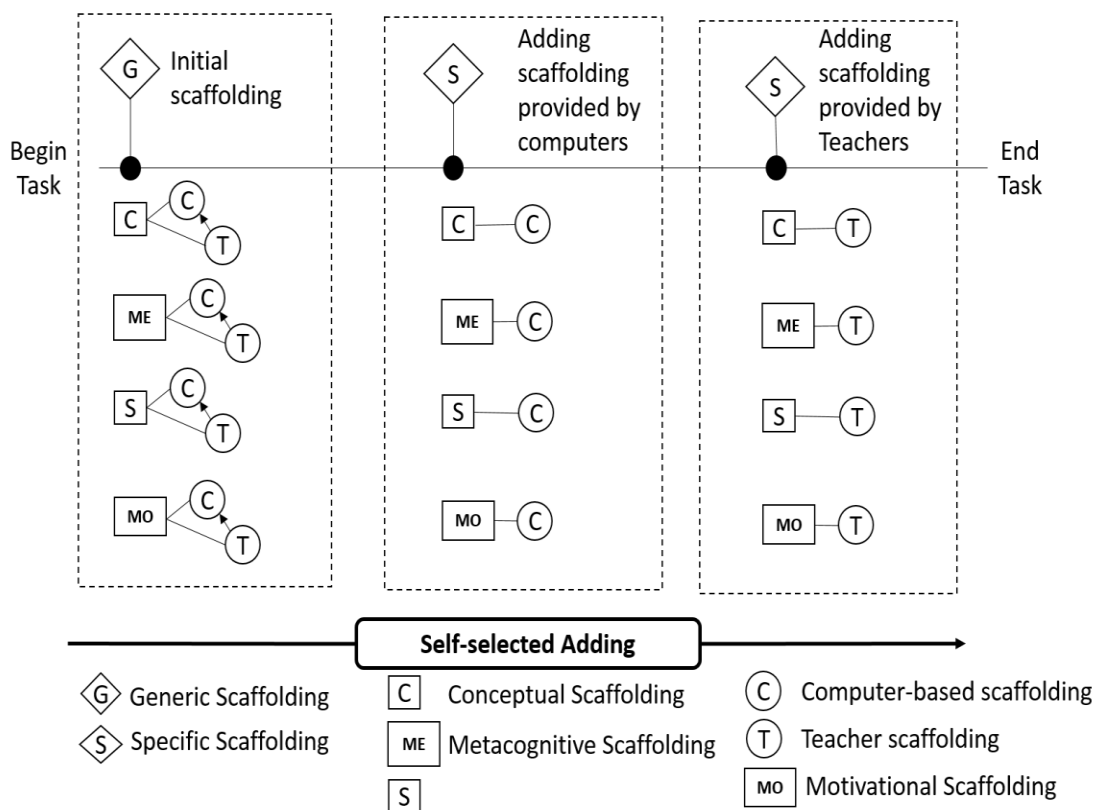 G
Initial
scaffolding
S
Adding
scaffolding
provided by
computers
S
Adding
scaffolding
provided by
Teachers
Begin
Task
End
Task
C
C
T
C
C
C
T
ME
C
T
ME
C
ME
T
S
C
T
S
C
S
T
MO
C
T
MO
C
MO
T
Self-selected Adding
G Generic Scaffolding
C Conceptual Scaffolding
C Computer-based scaffolding
S Specific Scaffolding
ME Metacognitive Scaffolding
T Teacher scaffolding
S
MO Motivational Scaffolding